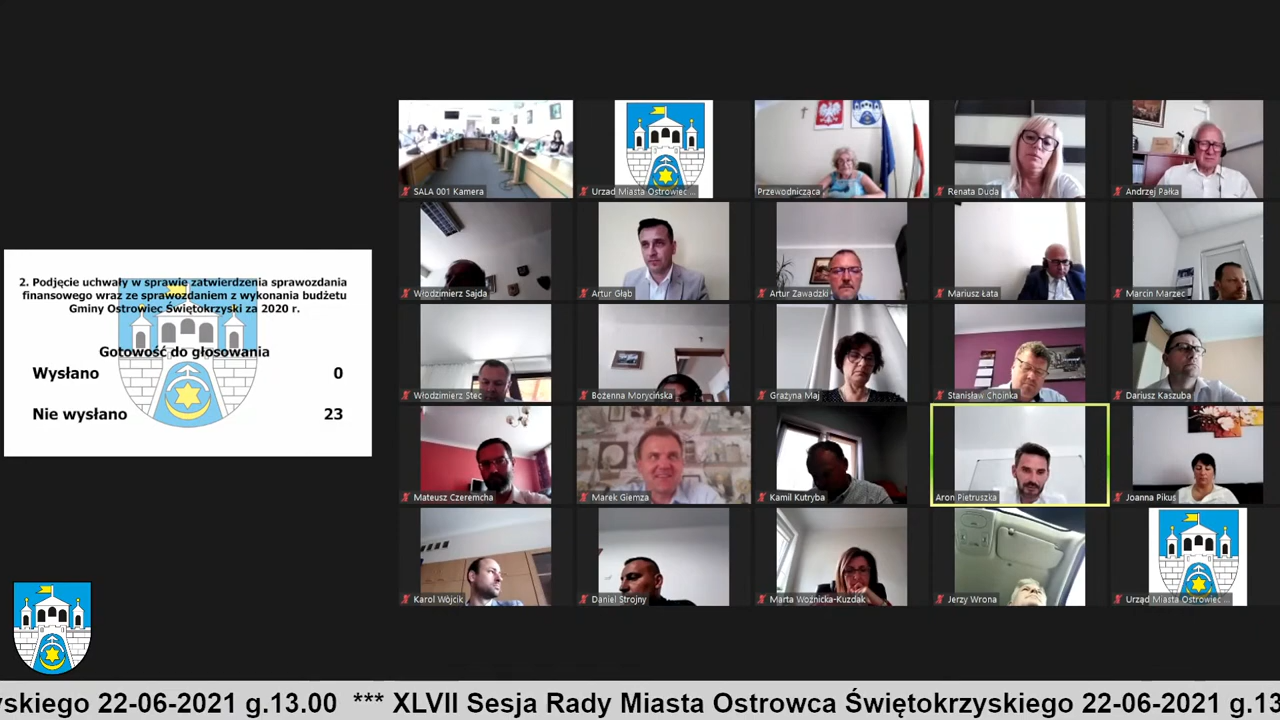 SALA 001 Kamera
Urzad Miasta Ostrowiec ...
Przewodnicząca
Renata Duda
Andrzej Pałka
Włodzimierz Sajda
Artur Głąb
Artur Zawadzki
Mariusz Łata
Marcin Marzec
2. Podjęcie uchwały w sprawie zatwierdzenia sprawozdania
finansowego wraz ze sprawozdaniem z wykonania budżetu
Gminy Ostrowiec Świętokrzyski za 2020 r.
Gotowość do głosowania
Wysłano 0
Nie wysłano 23
Włodzimierz Stec
Bożenna Morycińska
Grażyna Maj
Stanisław Choinka
Dariusz Kaszuba
Mateusz Czeremcha
Marek Giemza
Kamil Kutryba
Aron Pietruszka
Joanna Pikus
Karol Wójcik
Daniel Strojny
Marta Woźnicka-Kuzdak
Jerzy Wrona
Urząd Miasta Ostrowiec ...
yskiego 22-06-2021 g.13.00 *** XLVII Sesja Rady Miasta Ostrowca Świętokrzyskiego 22-06-2021 g.13